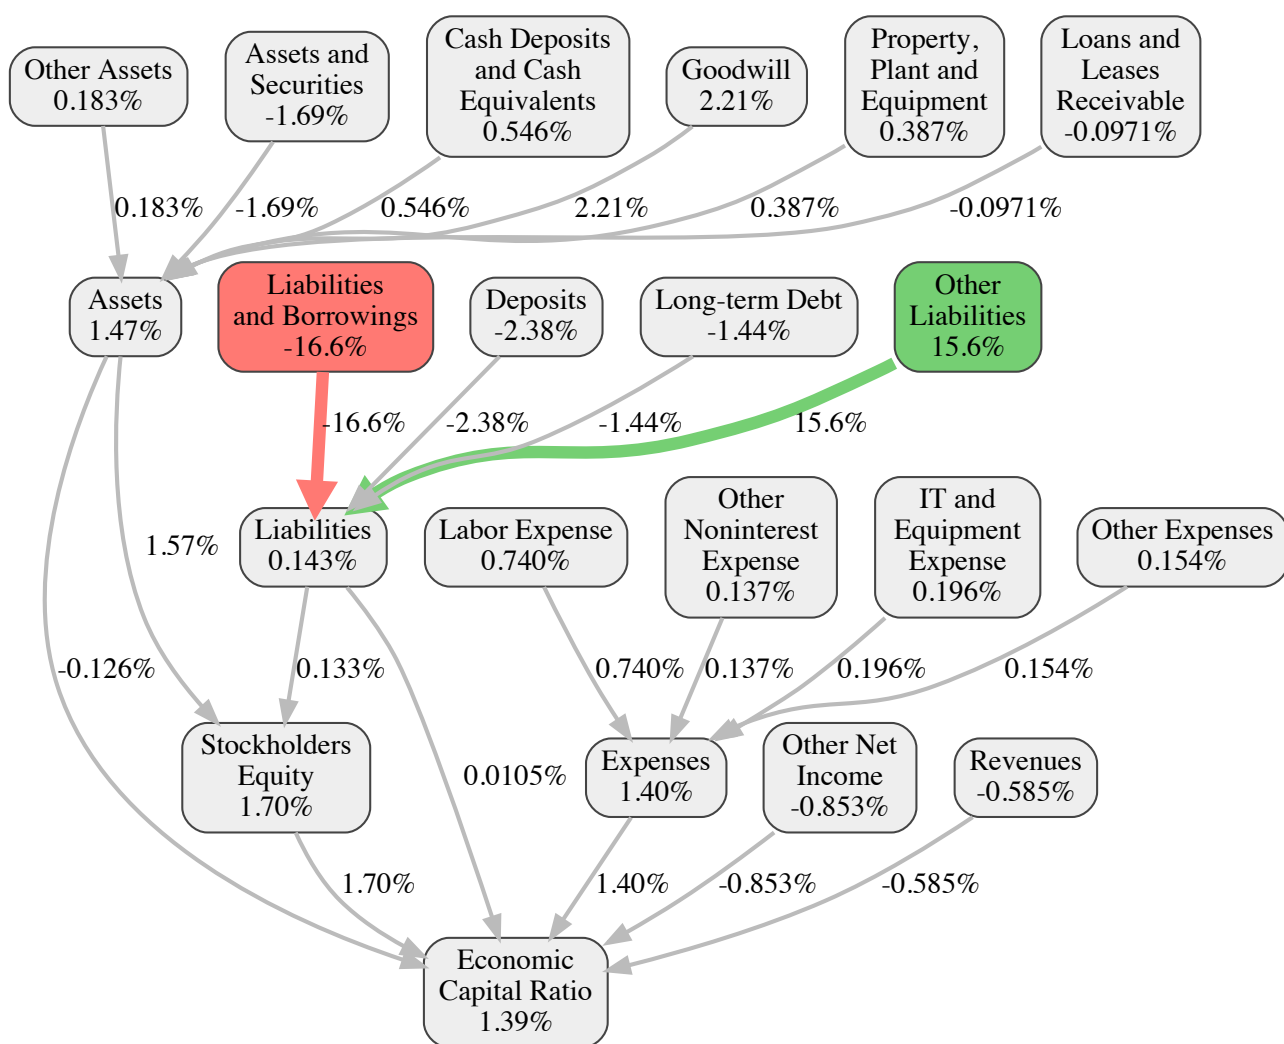 Other Assets
0.183%
Assets and
Securities
-1.69%
Cash Deposits
and Cash
Equivalents
0.546%
Goodwill
2.21%
Property,
Plant and
Equipment
0.387%
Loans and
Leases
Receivable
-0.0971%
0.183%
-1.69%
0.546%
2.21%
0.387%
-0.0971%
Assets
1.47%
Liabilities
and Borrowings
-16.6%
Deposits
-2.38%
Long-term Debt
-1.44%
Other
Liabilities
15.6%
-16.6%
-2.38%
-1.44%
15.6%
1.57%
Liabilities
0.143%
Labor Expense
0.740%
Other
Noninterest
Expense
0.137%
IT and
Equipment
Expense
0.196%
Other Expenses
0.154%
-0.126%
0.133%
0.740%
0.137%
0.196%
0.154%
Stockholders
Equity
1.70%
0.0105%
Expenses
1.40%
Other Net
Income
-0.853%
Revenues
-0.585%
1.70%
1.40%
-0.853%
-0.585%
Economic
Capital Ratio
1.39%